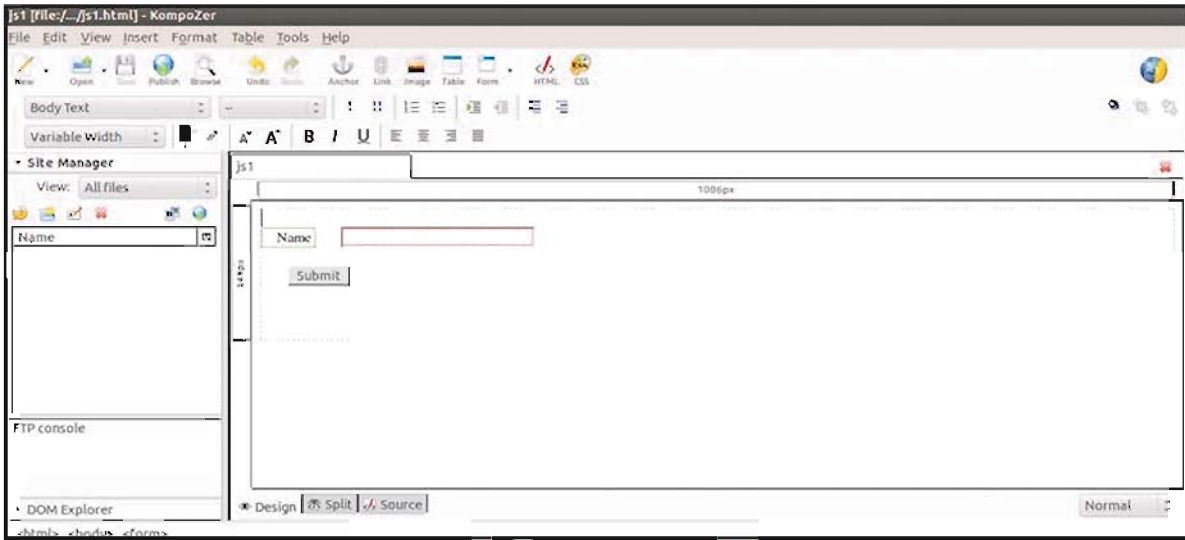 js1 [file:/.../js1.html] - KompoZer
File Edit View Insert Format Table Tools Help
New Open Save Publish Browse Undo Redo Anchor Link Image Table Form HTML CSS
Body Text
Variable Width A A B I U
Site Manager
js1
View: All files
1006px
Name
Name
149px
Submit
FTP console
DOM Explorer
Design Split Source
Normal
<html> <body> <form>